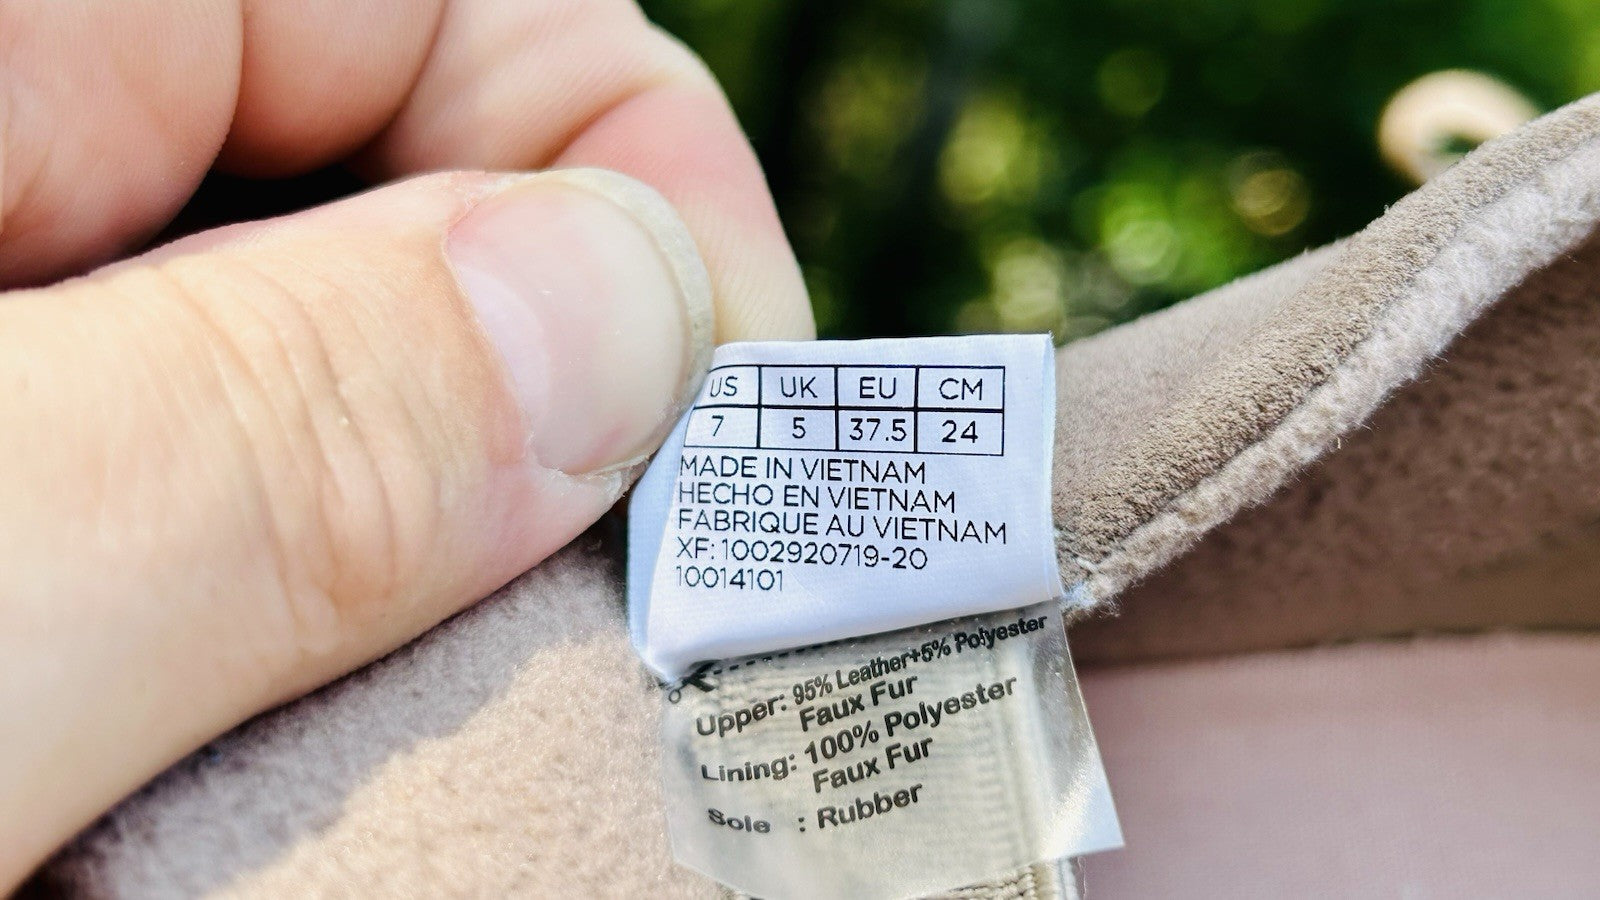 US UK EU CM
7 5 37.5 24
MADE IN VIETNAM
HECHO EN VIETNAM
FABRIQUE AU VIETNAM
XF: 1002920719-20
10014101
Upper: 95% Leather+5% Polyester
Faux Fur
Lining: 100% Polyester
Faux Fur
Sole : Rubber